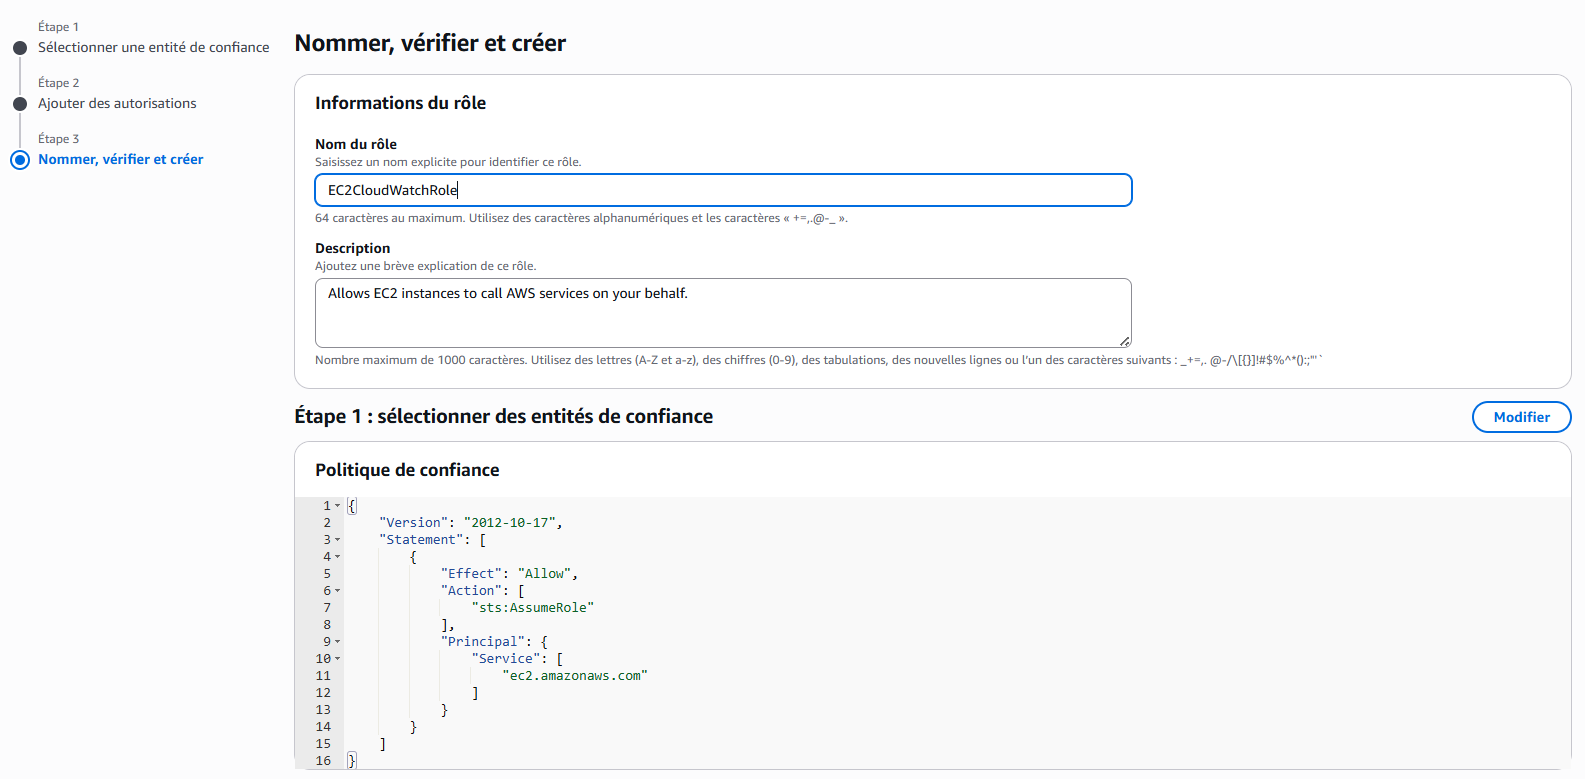 Étape 1
Sélectionner une entité de confiance
Étape 2
Ajouter des autorisations
Étape 3
Nommer, vérifier et créer
Nommer, vérifier et créer
Informations du rôle
Nom du rôle
Saisissez un nom explicite pour identifier ce rôle.
EC2CloudWatchRole
64 caractères au maximum. Utilisez des caractères alphanumériques et les caractères « +=,.@-_ ».
Description
Ajoutez une brève explication de ce rôle.
Allows EC2 instances to call AWS services on your behalf.
Nombre maximum de 1000 caractères. Utilisez des lettres (A-Z et a-z), des chiffres (0-9), des tabulations, des nouvelles lignes ou l'un des caractères suivants : _+=,. @-/\[{}]!#$%^*();:"'`
Étape 1 : sélectionner des entités de confiance
Modifier
Politique de confiance
1 {
2 "Version": "2012-10-17",
3 "Statement": [
4 {
5 "Effect": "Allow",
6 "Action": [
7 "sts:AssumeRole"
8 ],
9 "Principal": {
10 "Service": [
11 "ec2.amazonaws.com"
12 ]
13 }
14 }
15 ]
16 }